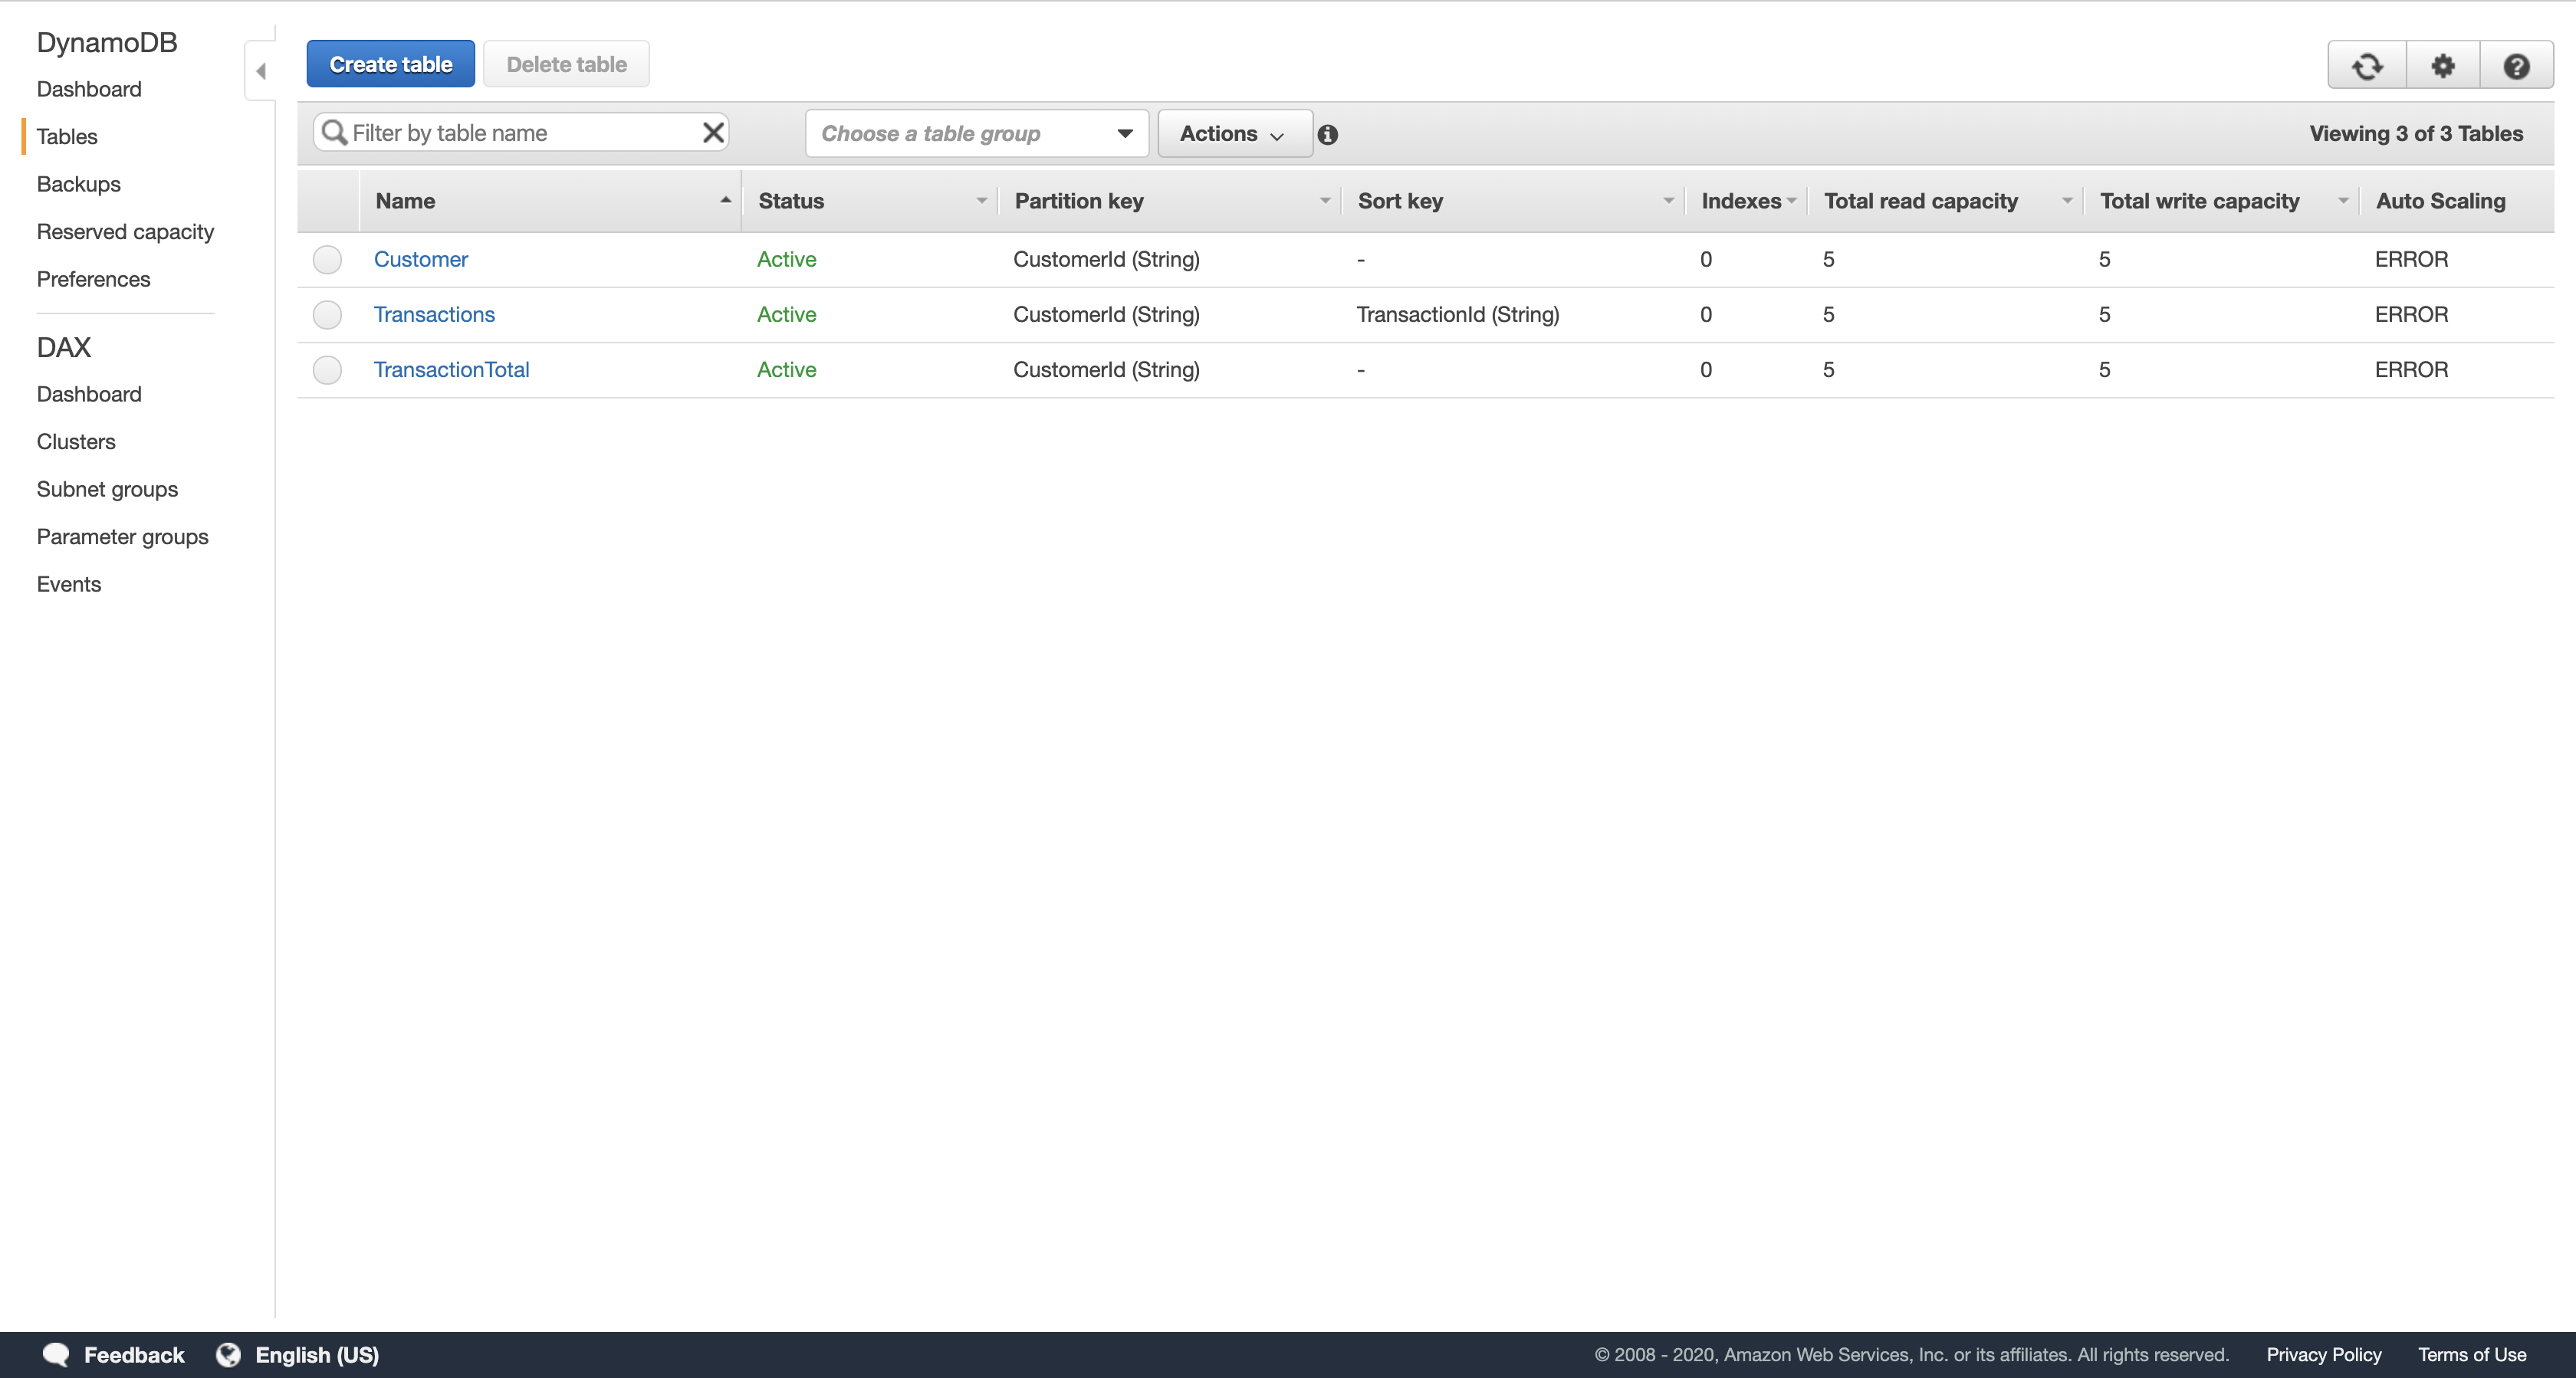 DynamoDB
Dashboard
Tables
Backups
Reserved capacity
Preferences
DAX
Dashboard
Clusters
Subnet groups
Parameter groups
Events
Create table Delete table
Filter by table name Choose a table group Actions Viewing 3 of 3 Tables
Name Status Partition key Sort key Indexes Total read capacity Total write capacity Auto Scaling
Customer Active CustomerId (String) - 0 5 5 ERROR
Transactions Active CustomerId (String) TransactionId (String) 0 5 5 ERROR
TransactionTotal Active CustomerId (String) - 0 5 5 ERROR
Feedback English (US) © 2008 - 2020, Amazon Web Services, Inc. or its affiliates. All rights reserved. Privacy Policy Terms of Use